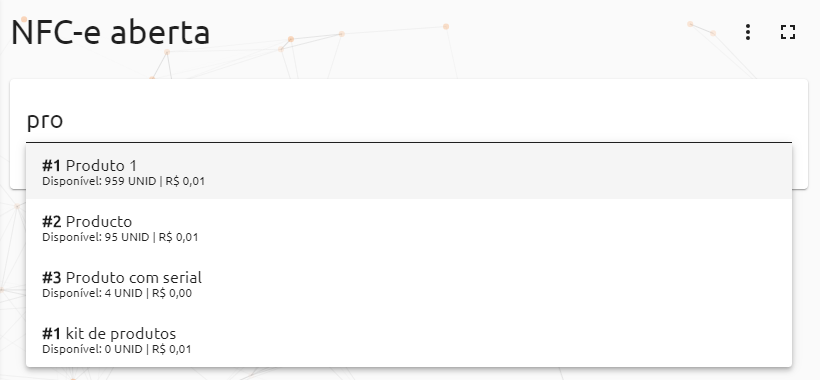 NFC-e aberta
pro
#1 Produto 1
Disponível: 959 UNID | R$ 0,01
#2 Producto
Disponível: 95 UNID | R$ 0,01
#3 Produto com serial
Disponível: 4 UNID | R$ 0,00
#1 kit de produtos
Disponível: 0 UNID | R$ 0,01